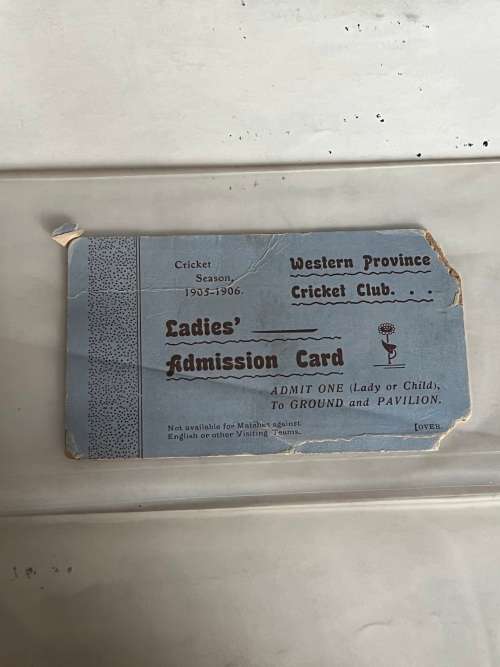 Cricket
Season,
1905-1906.
Western Province
Cricket Club. . .
Ladies'
Admission Card
ADMIT ONE (Lady or Child),
To GROUND and PAVILION.
Not available for Matches against
English or other Visiting Teams.
[OVER.